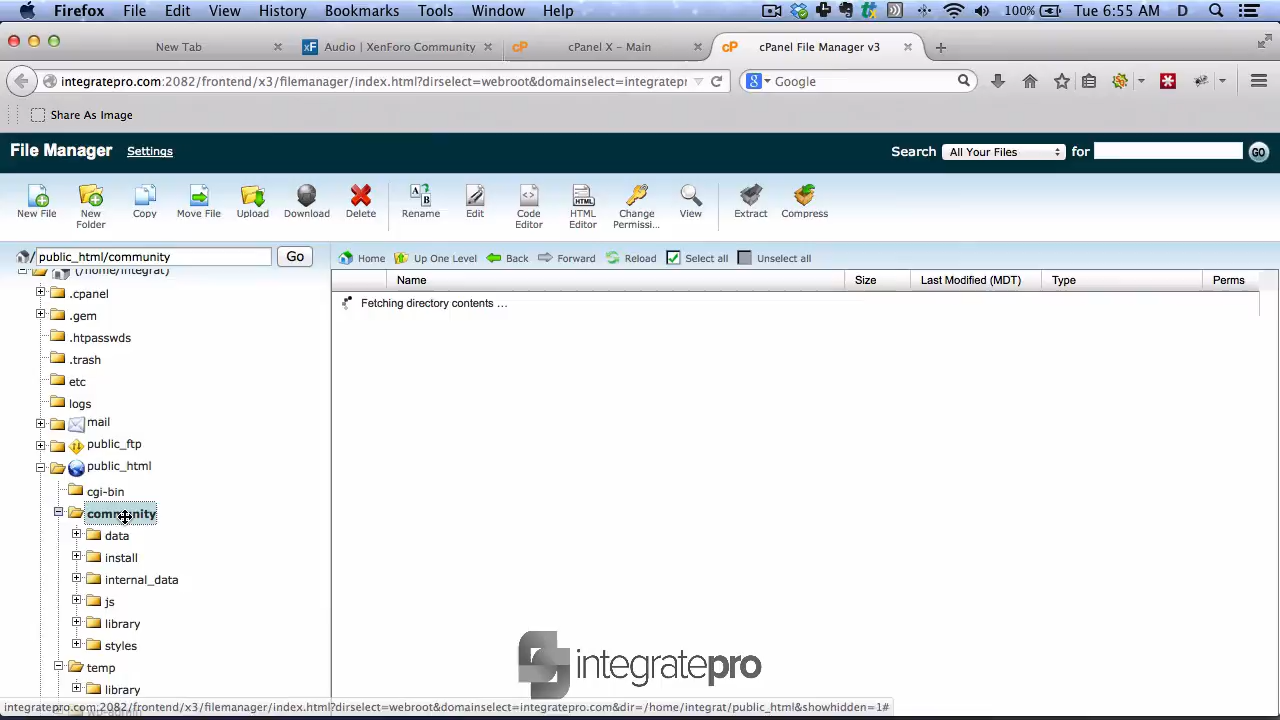 Firefox File Edit View History Bookmarks Tools Window Help 100% Tue 6:55 AM D
New Tab xF Audio | XenForo Community cP cPanel X – Main cP cPanel File Manager v3
integratepro.com:2082/frontend/x3/filemanager/index.html?dirselect=webroot&domainselect=integratepr Google
Share As Image
File Manager Settings Search All Your Files for GO
New File New Folder Copy Move File Upload Download Delete Rename Edit Code Editor HTML Editor Change Permissi... View Extract Compress
/ public_html/community Go Home Up One Level Back Forward Reload Select all Unselect all
(/home/integrat)
Name Size Last Modified (MDT) Type Perms
Fetching directory contents ...
.cpanel
.gem
.htpasswds
.trash
etc
logs
mail
public_ftp
public_html
cgi-bin
community
data
install
internal_data
js
library
styles
temp
library
integratepro
integratepro.com:2082/frontend/x3/filemanager/index.html?dirselect=webroot&domainselect=integratepro.com&dir=/home/integrat/public_html&showhidden=1#